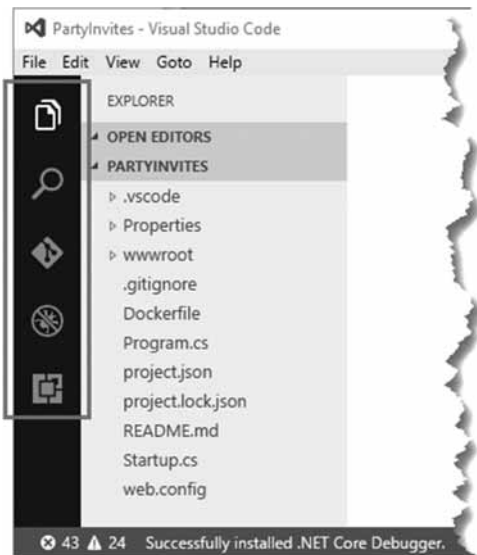 PartyInvites - Visual Studio Code
File Edit View Goto Help
EXPLORER
OPEN EDITORS
PARTYINVITES
.vscode
Properties
wwwroot
.gitignore
Dockerfile
Program.cs
project.json
project.lock.json
README.md
Startup.cs
web.config
43 24 Successfully installed .NET Core Debugger.